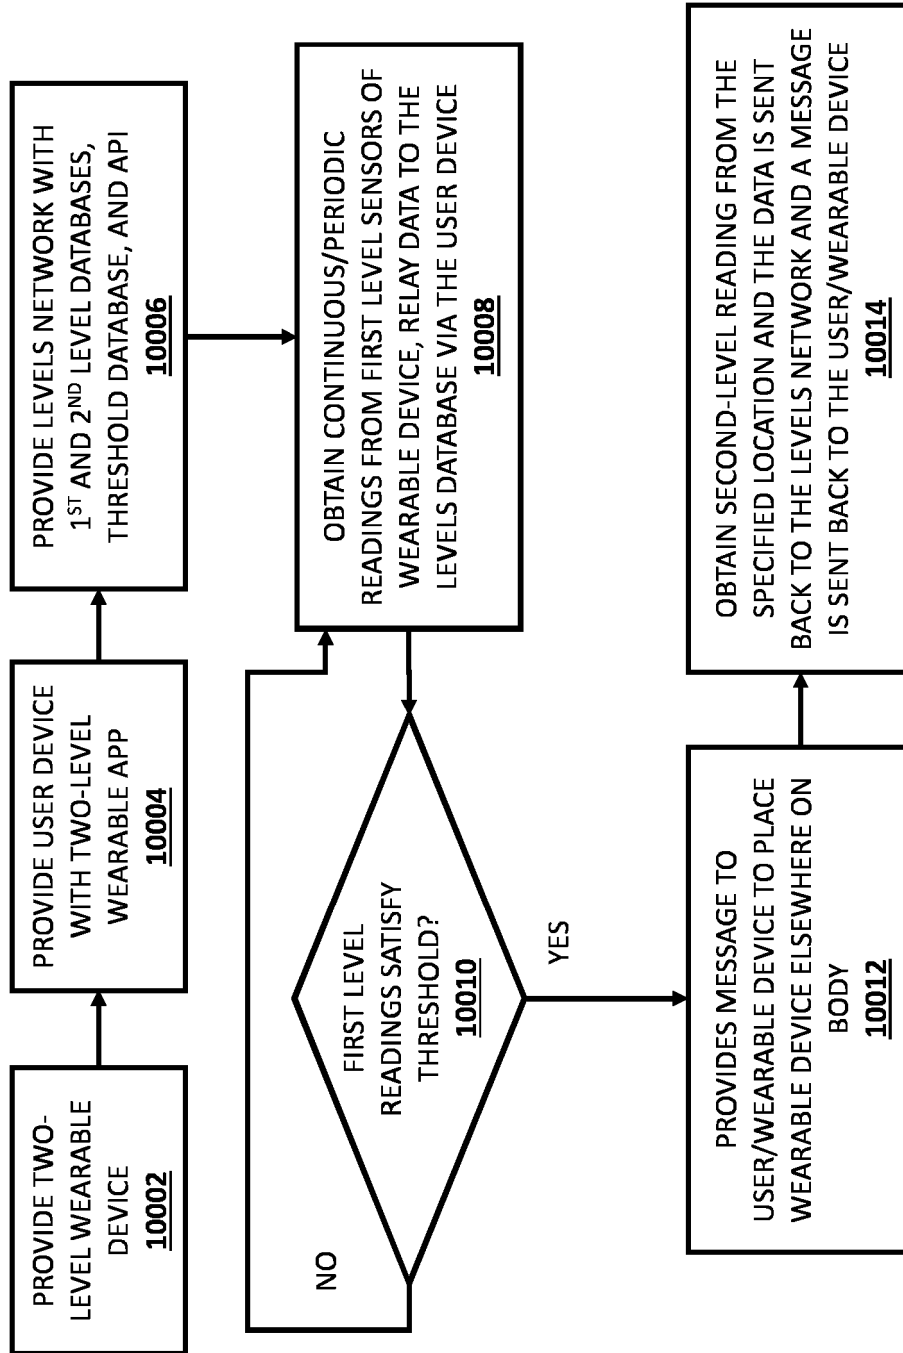 PROVIDE TWO-
LEVEL WEARABLE
DEVICE
10002
PROVIDE USER DEVICE
WITH TWO-LEVEL
WEARABLE APP
10004
PROVIDE LEVELS NETWORK WITH
1ST AND 2ND LEVEL DATABASES,
THRESHOLD DATABASE, AND API
10006
OBTAIN CONTINUOUS/PERIODIC
READINGS FROM FIRST LEVEL SENSORS OF
WEARABLE DEVICE, RELAY DATA TO THE
LEVELS DATABASE VIA THE USER DEVICE
10008
FIRST LEVEL
READINGS SATISFY
THRESHOLD?
10010
NO
YES
PROVIDES MESSAGE TO
USER/WEARABLE DEVICE TO PLACE
WEARABLE DEVICE ELSEWHERE ON
BODY
10012
OBTAIN SECOND-LEVEL READING FROM THE
SPECIFIED LOCATION AND THE DATA IS SENT
BACK TO THE LEVELS NETWORK AND A MESSAGE
IS SENT BACK TO THE USER/WEARABLE DEVICE
10014